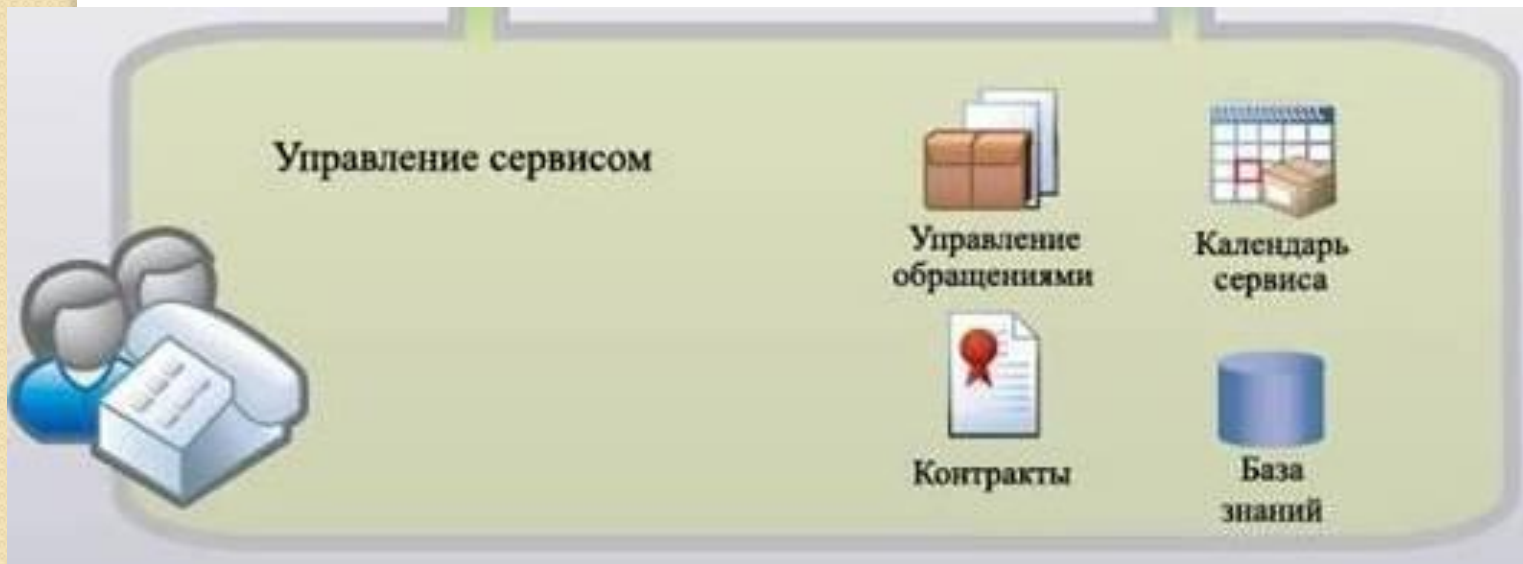 Управление сервисом
Управление
обращениями
Календарь
сервиса
Контракты
База
знаний